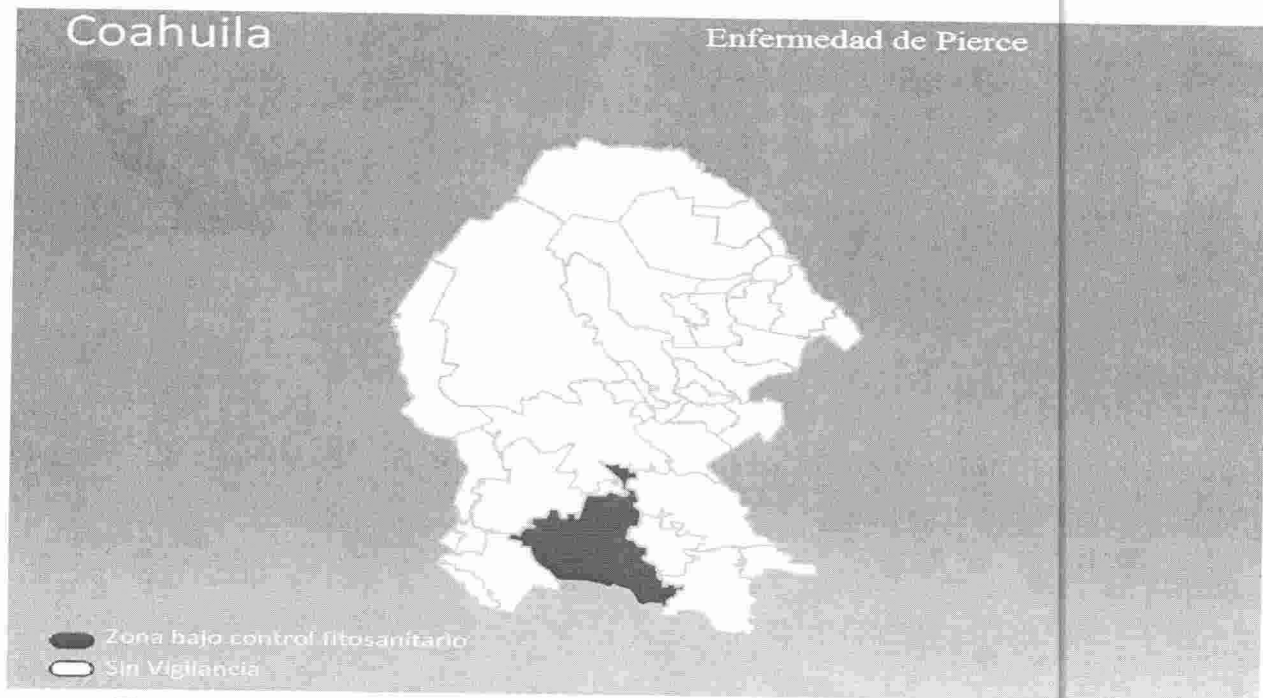 Coahuila
Enfermedad de Pierce
Zona bajo control fitosanitario
Sin Vigilancia